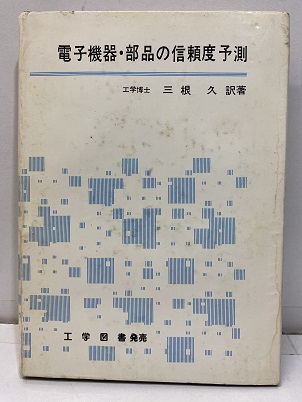 電子機器・部品の信頼度予測
工学博士 三根 久 訳著
工学図書発売